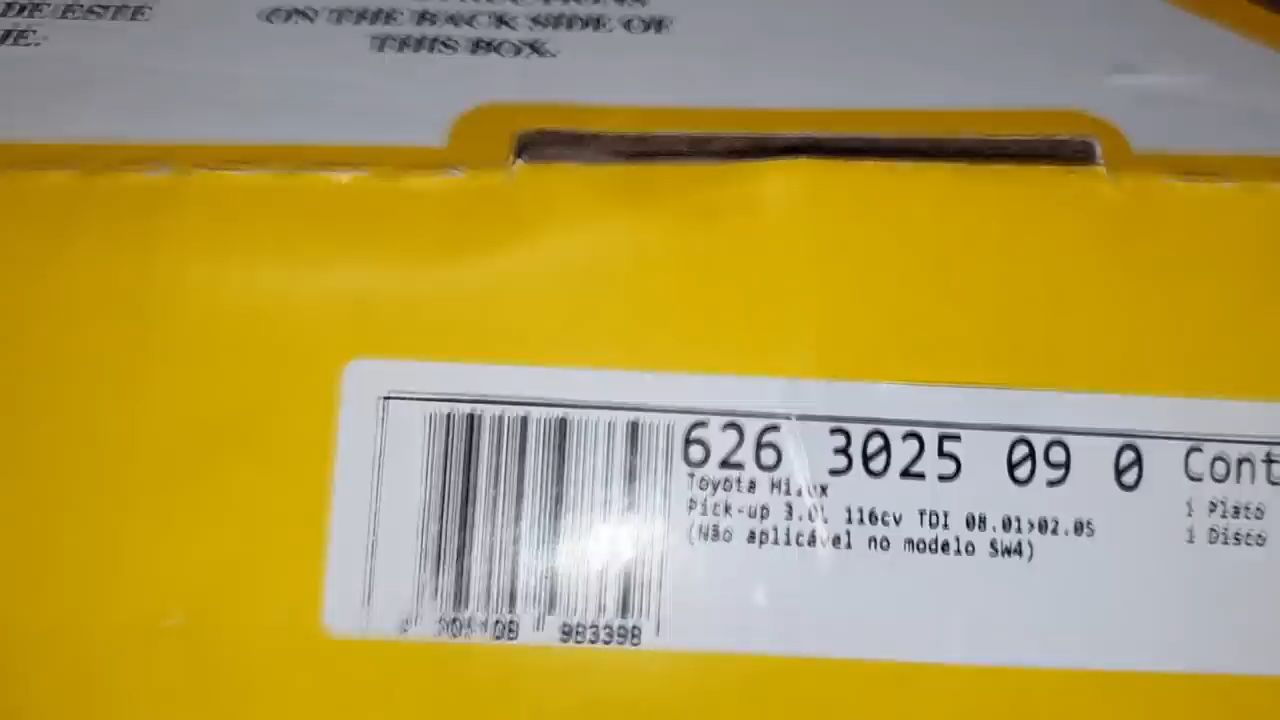 DE ESTE
ON THE BACK SIDE OF
THIS BOX.
626 3025 09 0
Cont
Toyota Hilux
1 Plato
Pick-up 3.0L 116cv TDI 08.01>02.05
1 Disco
(Não aplicável no modelo SW4)
983398